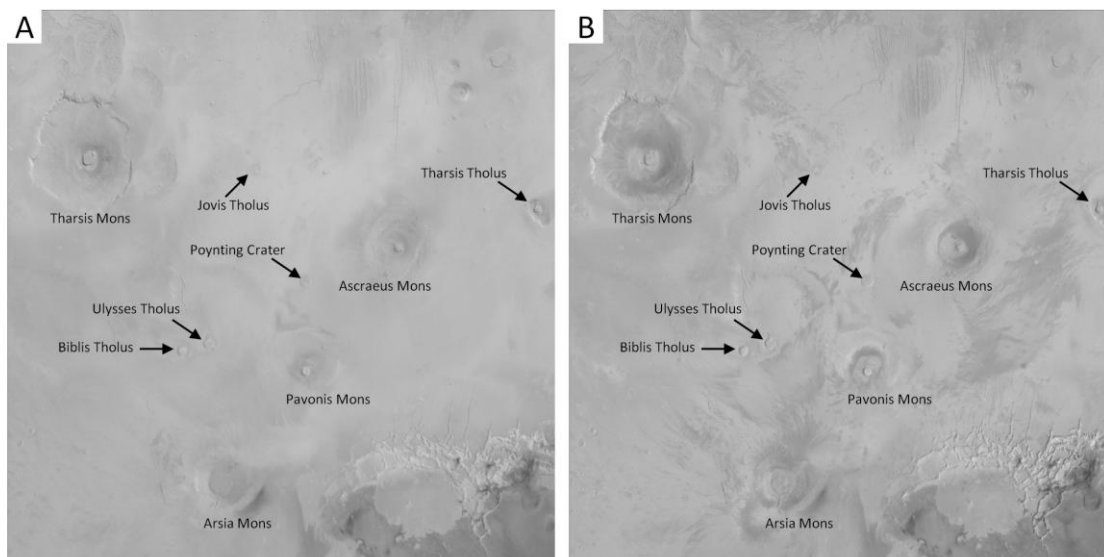 A
Tharsis Tholus
Tharsis Mons
Jovis Tholus
Poynting Crater
Ascraeus Mons
Ulysses Tholus
Biblis Tholus
Pavonis Mons
Arsia Mons
B
Tharsis Tholus
Tharsis Mons
Jovis Tholus
Poynting Crater
Ascraeus Mons
Ulysses Tholus
Biblis Tholus
Pavonis Mons
Arsia Mons